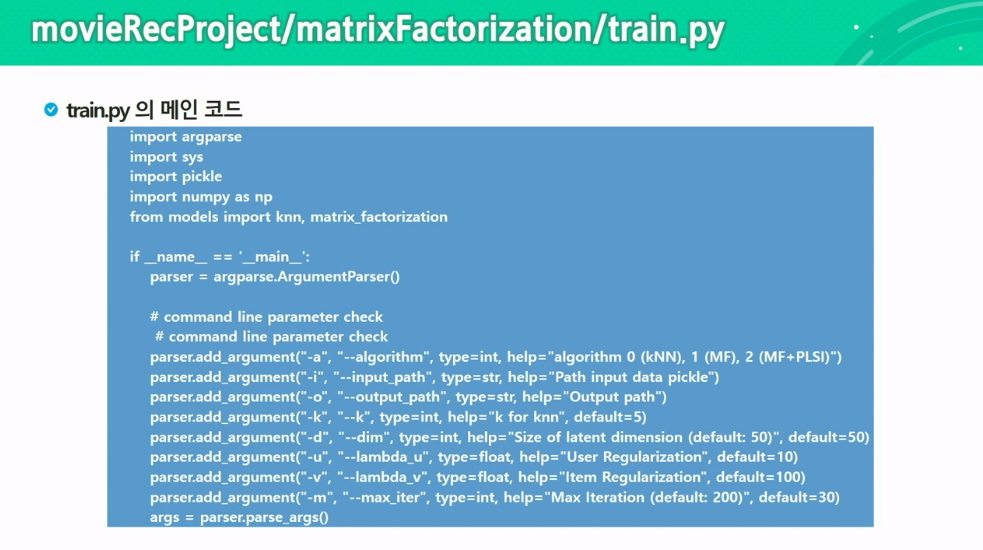 movieRecProject/matrixFactorization/train.py
train.py 의 메인 코드
import argparse
import sys
import pickle
import numpy as np
from models import knn, matrix_factorization
if __name__ == '__main__':
parser = argparse.ArgumentParser()
# command line parameter check
# command line parameter check
parser.add_argument("-a", "--algorithm", type=int, help="algorithm 0 (kNN), 1 (MF), 2 (MF+PLSI)")
parser.add_argument("-i", "--input_path", type=str, help="Path input data pickle")
parser.add_argument("-o", "--output_path", type=str, help="Output path")
parser.add_argument("-k", "--k", type=int, help="k for knn", default=5)
parser.add_argument("-d", "--dim", type=int, help="Size of latent dimension (default: 50)", default=50)
parser.add_argument("-u", "--lambda_u", type=float, help="User Regularization", default=10)
parser.add_argument("-v", "--lambda_v", type=float, help="Item Regularization", default=100)
parser.add_argument("-m", "--max_iter", type=int, help="Max Iteration (default: 200)", default=30)
args = parser.parse_args()